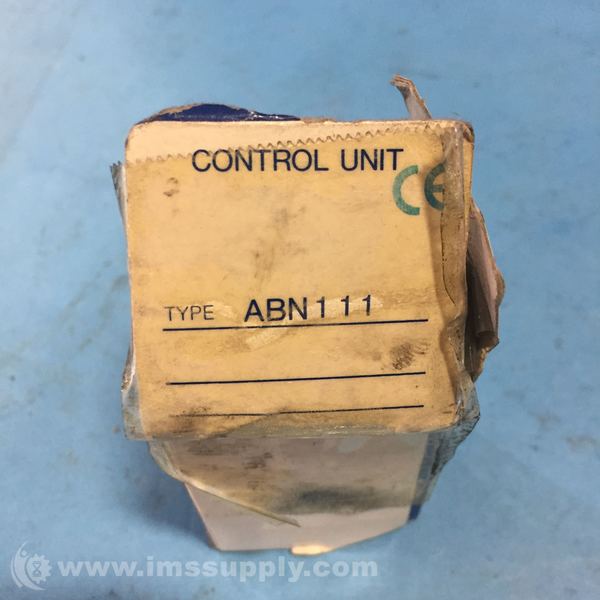 CONTROL UNIT
CE
TYPE ABN111
www.imssupply.com